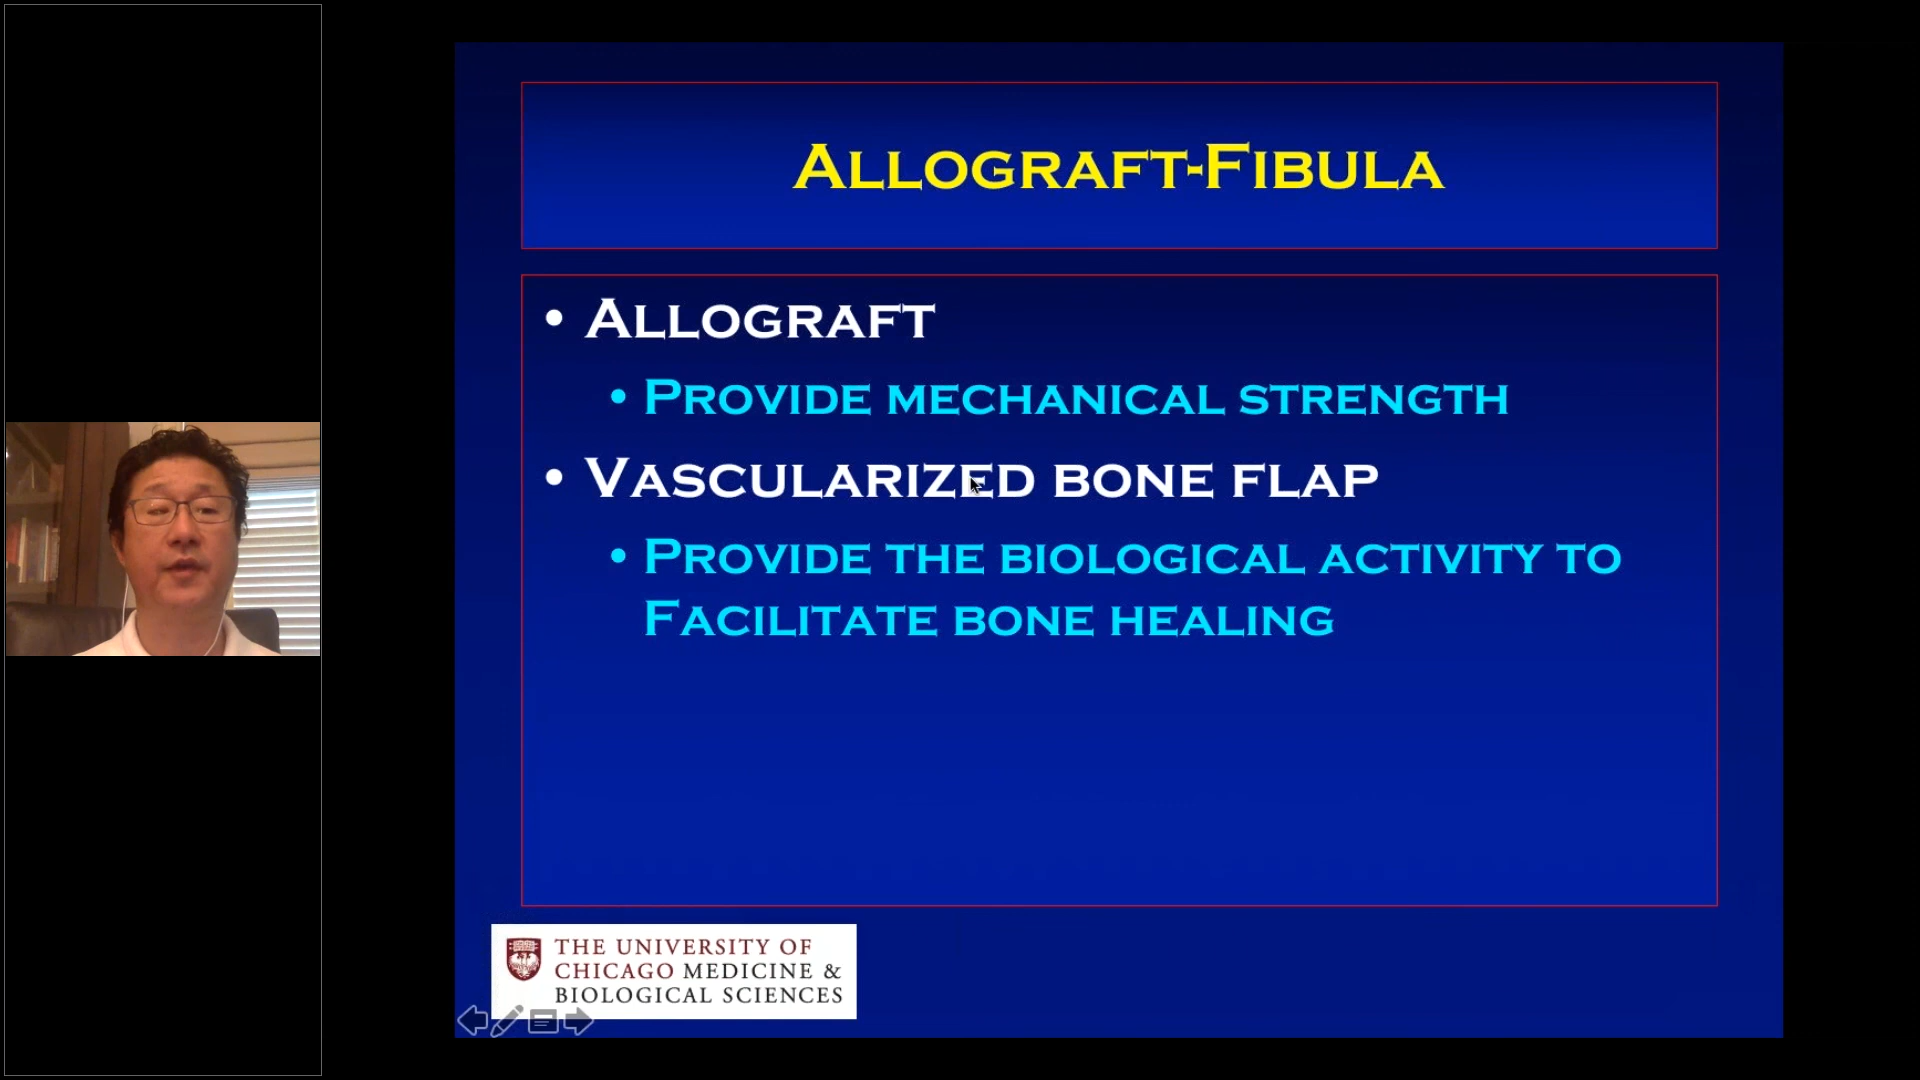 Allograft-Fibula
• Allograft
• Provide mechanical strength
• Vascularized bone flap
• Provide the biological activity to
Facilitate bone healing
THE UNIVERSITY OF
CHICAGO MEDICINE &
BIOLOGICAL SCIENCES